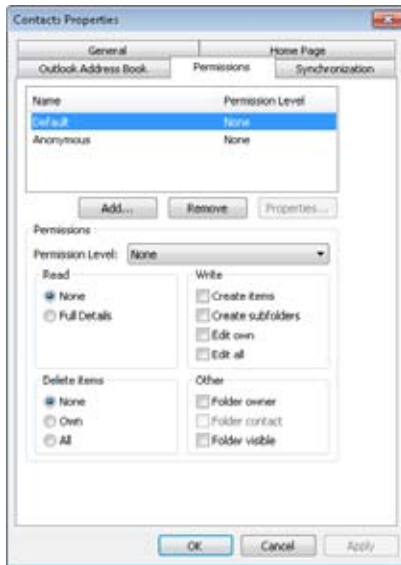 Contacts Properties
General Home Page
Outlook Address Book Permissions Synchronization
Name Permission Level
Default None
Anonymous None
Add... Remove Properties...
Permissions
Permission Level: None
Read Write
None Create items
Full Details Create subfolders
Edit own
Edit all
Delete items Other
None Folder owner
Own Folder contact
All Folder visible
OK Cancel Apply